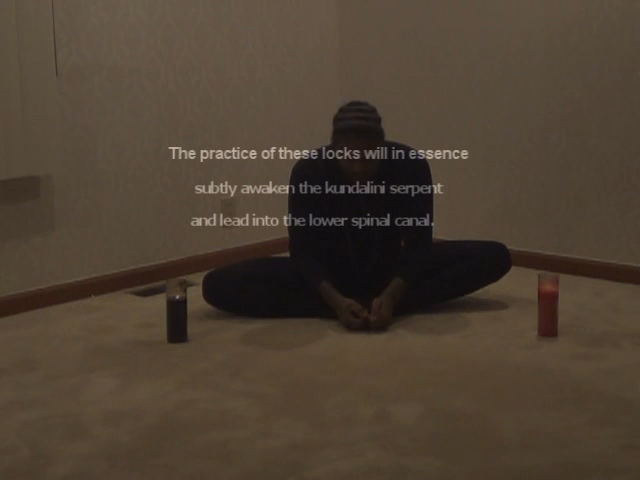 The practice of these locks will in essence
subtly awaken the kundalini serpent
and lead into the lower spinal canal.